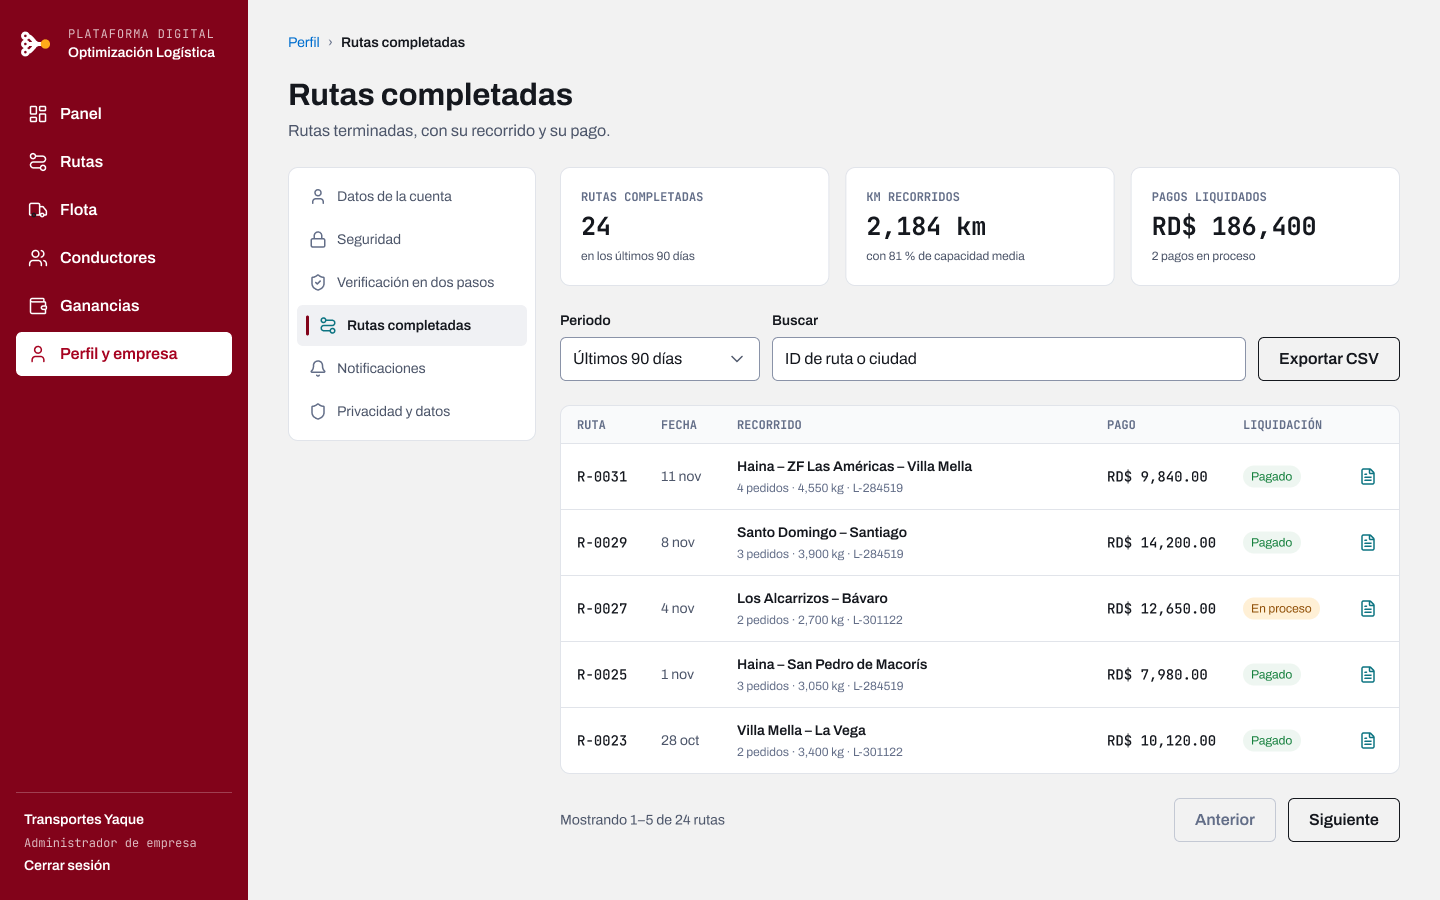 PLATAFORMA DIGITAL
Optimización Logística
Panel
Rutas
Flota
Conductores
Ganancias
Perfil y empresa
Transportes Yaque
Administrador de empresa
Cerrar sesión
Perfil › Rutas completadas
Rutas completadas
Rutas terminadas, con su recorrido y su pago.
Datos de la cuenta
Seguridad
Verificación en dos pasos
Rutas completadas
Notificaciones
Privacidad y datos
RUTAS COMPLETADAS
24
en los últimos 90 días
KM RECORRIDOS
2,184 km
con 81 % de capacidad media
PAGOS LIQUIDADOS
RD$ 186,400
2 pagos en proceso
Periodo
Últimos 90 días
Buscar
ID de ruta o ciudad
Exportar CSV
RUTA FECHA RECORRIDO PAGO LIQUIDACIÓN
R-0031 11 nov Haina – ZF Las Américas – Villa Mella RD$ 9,840.00 Pagado
4 pedidos · 4,550 kg · L-284519
R-0029 8 nov Santo Domingo – Santiago RD$ 14,200.00 Pagado
3 pedidos · 3,900 kg · L-284519
R-0027 4 nov Los Alcarrizos – Bávaro RD$ 12,650.00 En proceso
2 pedidos · 2,700 kg · L-301122
R-0025 1 nov Haina – San Pedro de Macorís RD$ 7,980.00 Pagado
3 pedidos · 3,050 kg · L-284519
R-0023 28 oct Villa Mella – La Vega RD$ 10,120.00 Pagado
2 pedidos · 3,400 kg · L-301122
Mostrando 1–5 de 24 rutas
Anterior
Siguiente